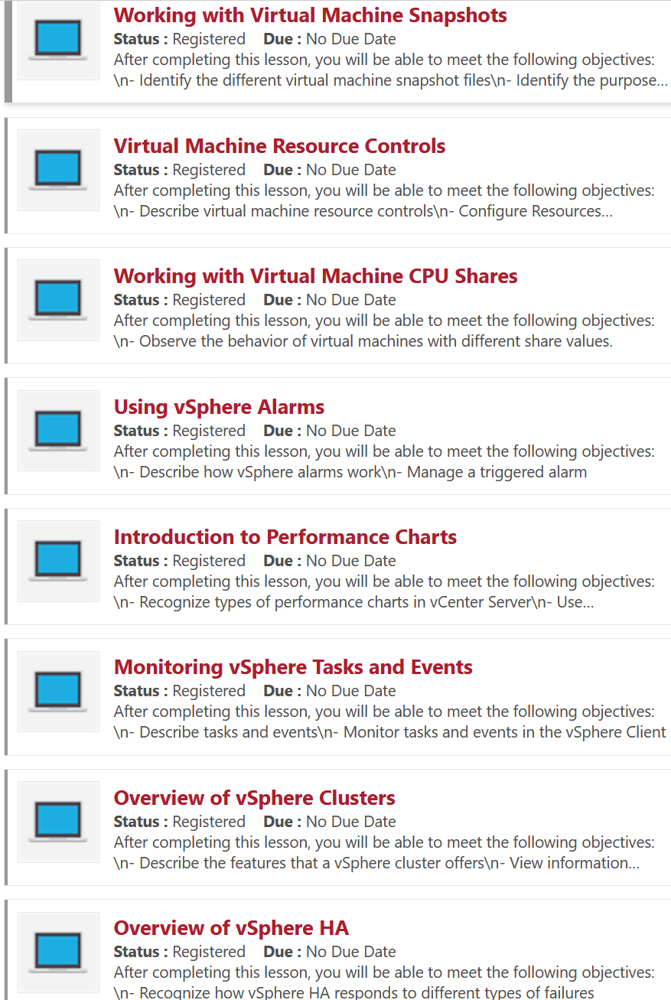 Working with Virtual Machine Snapshots
Status : Registered Due : No Due Date
After completing this lesson, you will be able to meet the following objectives:
\n- Identify the different virtual machine snapshot files\n- Identify the purpose...
Virtual Machine Resource Controls
Status : Registered Due : No Due Date
After completing this lesson, you will be able to meet the following objectives:
\n- Describe virtual machine resource controls\n- Configure Resources...
Working with Virtual Machine CPU Shares
Status : Registered Due : No Due Date
After completing this lesson, you will be able to meet the following objectives:
\n- Observe the behavior of virtual machines with different share values.
Using vSphere Alarms
Status : Registered Due : No Due Date
After completing this lesson, you will be able to meet the following objectives:
\n- Describe how vSphere alarms work\n- Manage a triggered alarm
Introduction to Performance Charts
Status : Registered Due : No Due Date
After completing this lesson, you will be able to meet the following objectives:
\n- Recognize types of performance charts in vCenter Server\n- Use...
Monitoring vSphere Tasks and Events
Status : Registered Due : No Due Date
After completing this lesson, you will be able to meet the following objectives:
\n- Describe tasks and events\n- Monitor tasks and events in the vSphere Client
Overview of vSphere Clusters
Status : Registered Due : No Due Date
After completing this lesson, you will be able to meet the following objectives:
\n- Describe the features that a vSphere cluster offers\n- View information...
Overview of vSphere HA
Status : Registered Due : No Due Date
After completing this lesson, you will be able to meet the following objectives:
\n- Recognize how vSphere HA responds to different types of failures